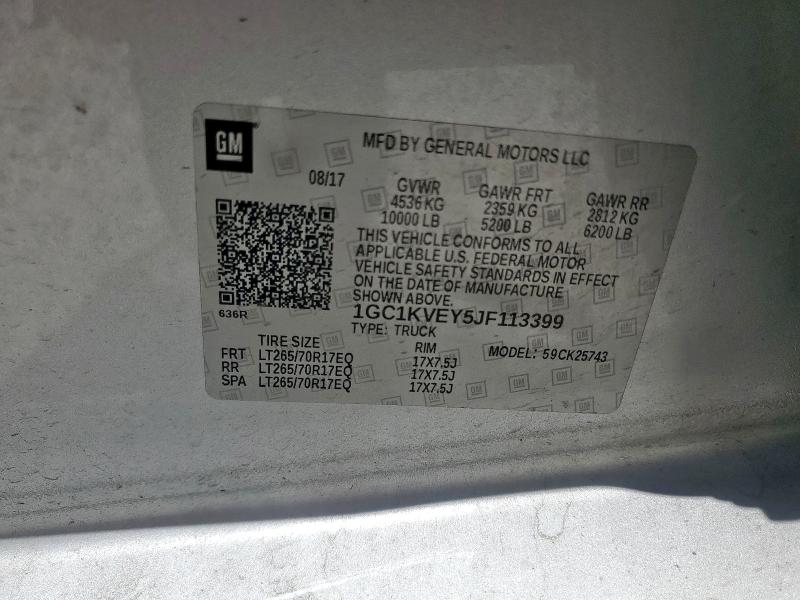 GM
MFD BY GENERAL MOTORS LLC
08/17
GVWR GAWR FRT GAWR RR
4536 KG 2359 KG 2812 KG
10000 LB 5200 LB 6200 LB
THIS VEHICLE CONFORMS TO ALL
APPLICABLE U.S. FEDERAL MOTOR
VEHICLE SAFETY STANDARDS IN EFFECT
ON THE DATE OF MANUFACTURE
SHOWN ABOVE.
636R
1GC1KVEY5JF113399
TYPE: TRUCK
TIRE SIZE RIM MODEL: 59CK25743
FRT LT265/70R17EQ 17X7.5J
RR LT265/70R17EQ 17X7.5J
SPA LT265/70R17EQ 17X7.5J